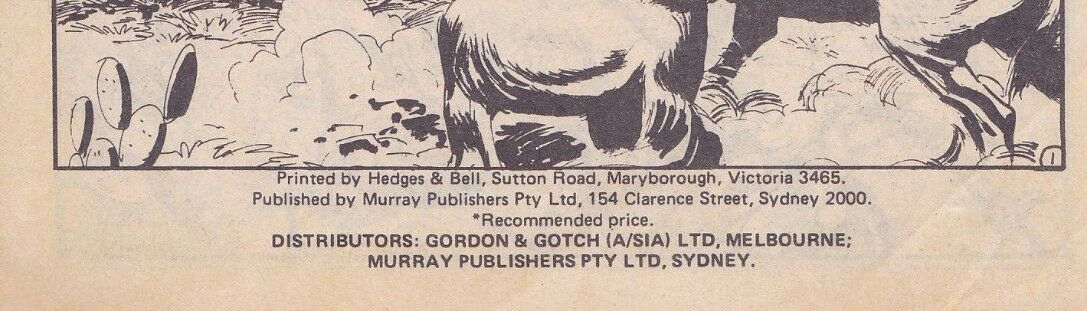 1
Printed by Hedges & Bell, Sutton Road, Maryborough, Victoria 3465.
Published by Murray Publishers Pty Ltd, 154 Clarence Street, Sydney 2000.
*Recommended price.
DISTRIBUTORS: GORDON & GOTCH (A/SIA) LTD, MELBOURNE;
MURRAY PUBLISHERS PTY LTD, SYDNEY.